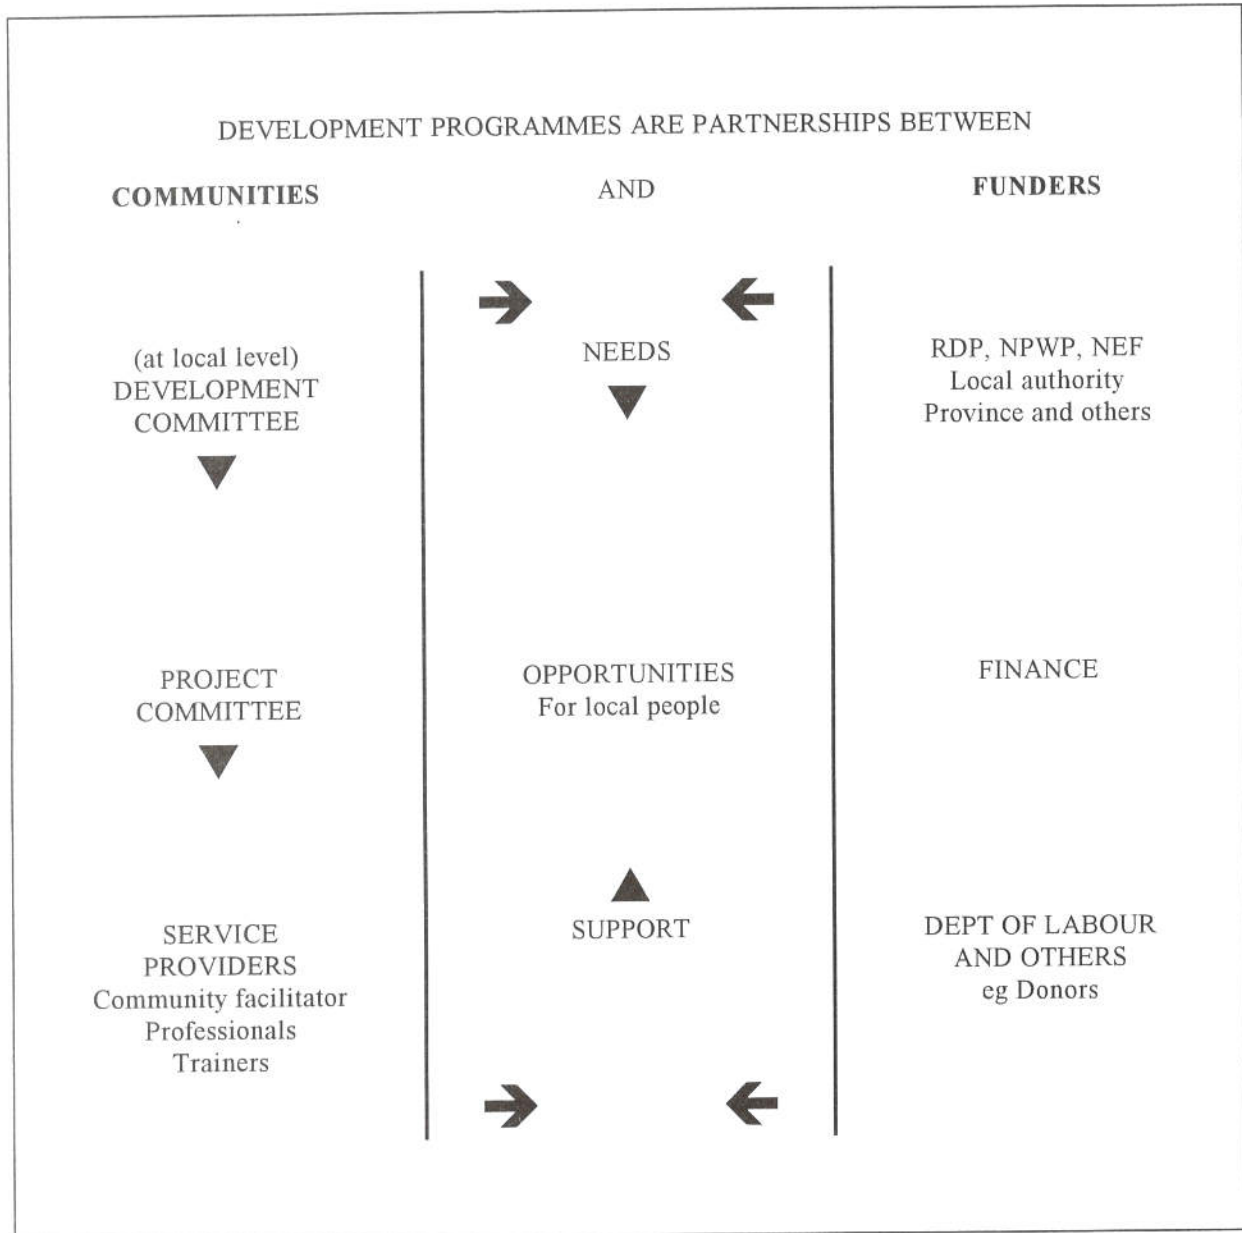 DEVELOPMENT PROGRAMMES ARE PARTNERSHIPS BETWEEN
COMMUNITIES AND FUNDERS
(at local level)
DEVELOPMENT
COMMITTEE
NEEDS
RDP, NPWP, NEF
Local authority
Province and others
PROJECT
COMMITTEE
OPPORTUNITIES
For local people
FINANCE
SERVICE
PROVIDERS
Community facilitator
Professionals
Trainers
SUPPORT
DEPT OF LABOUR
AND OTHERS
eg Donors